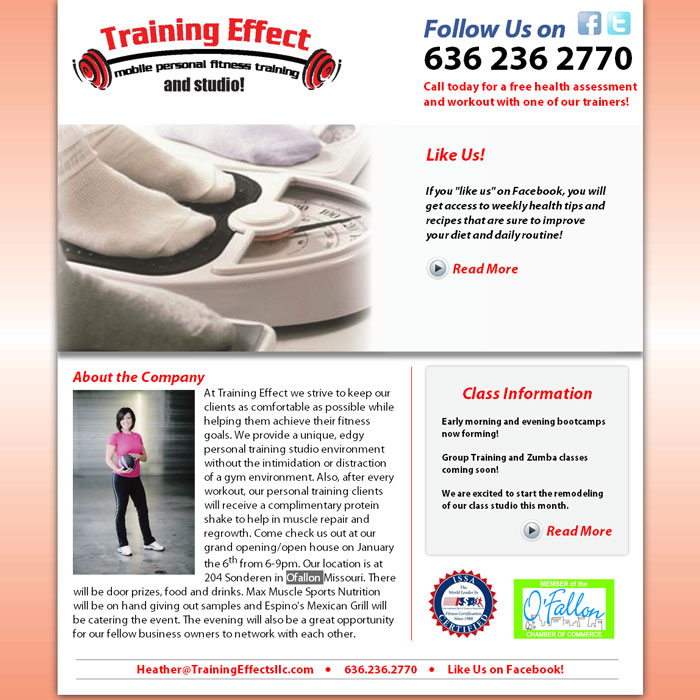 Training Effect
mobile personal fitness training
and studio!
Follow Us on
636 236 2770
Call today for a free health assessment
and workout with one of our trainers!
Like Us!
If you "like us" on Facebook, you will
get access to weekly health tips and
recipes that are sure to improve
your diet and daily routine!
Read More
About the Company
At Training Effect we strive to keep our
clients as comfortable as possible while
helping them achieve their fitness
goals. We provide a unique, edgy
personal training studio environment
without the intimidation or distraction
of a gym environment. Also, after every
workout, our personal training clients
will receive a complimentary protein
shake to help in muscle repair and
regrowth. Come check us out at our
grand opening/open house on January
the 6th from 6-9pm. Our location is at
204 Sonderen in Ofallon Missouri. There
will be door prizes, food and drinks. Max Muscle Sports Nutrition
will be on hand giving out samples and Espino's Mexican Grill will
be catering the event. The evening will also be a great opportunity
for our fellow business owners to network with each other.
Class Information
Early morning and evening bootcamps
now forming!
Group Training and Zumba classes
coming soon!
We are excited to start the remodeling
of our class studio this month.
Read More
ISSA
The World Leader In
Fitness Certification
Since 1988
CERTIFIED
MEMBER of the
O'Fallon
CHAMBER OF COMMERCE
Heather@TrainingEffectsllc.com • 636.236.2770 • Like Us on Facebook!